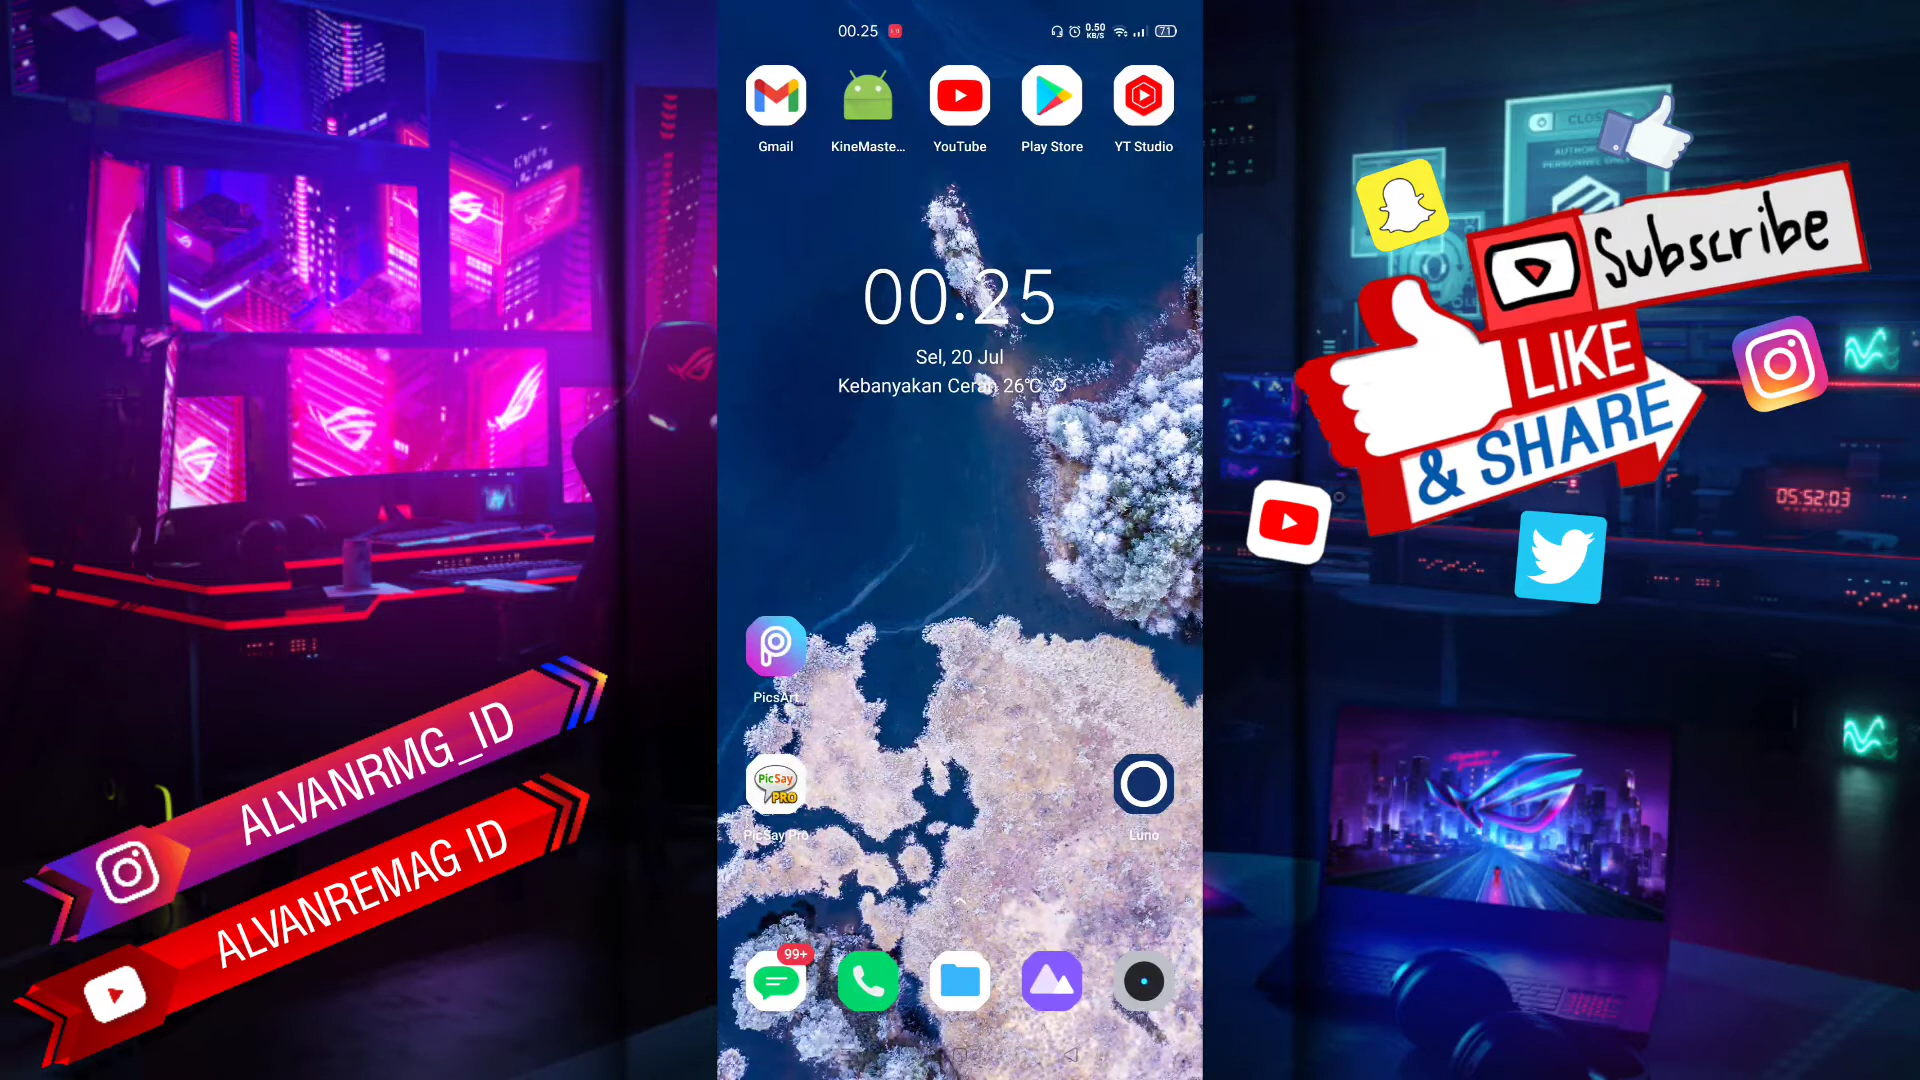 00.25
0.50
KB/S
71
Gmail
KineMaste...
YouTube
Play Store
YT Studio
00.25
Sel, 20 Jul
Kebanyakan Cerah 26°C
PicsArt
PicSay
PRO
PicSay Pro
Luno
99+
ALVANRMG_ID
ALVANREMAG ID
Subscribe
LIKE
& SHARE
05:52:03